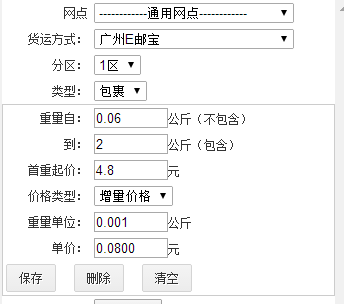 网点 ------------通用网点------------
货运方式: 广州E邮宝
分区: 1区
类型: 包裹
重量自: 0.06 公斤（不包含）
到: 2 公斤（包含）
首重起价: 4.8 元
价格类型: 增量价格
重量单位: 0.001 公斤
单价: 0.0800 元
保存 删除 清空